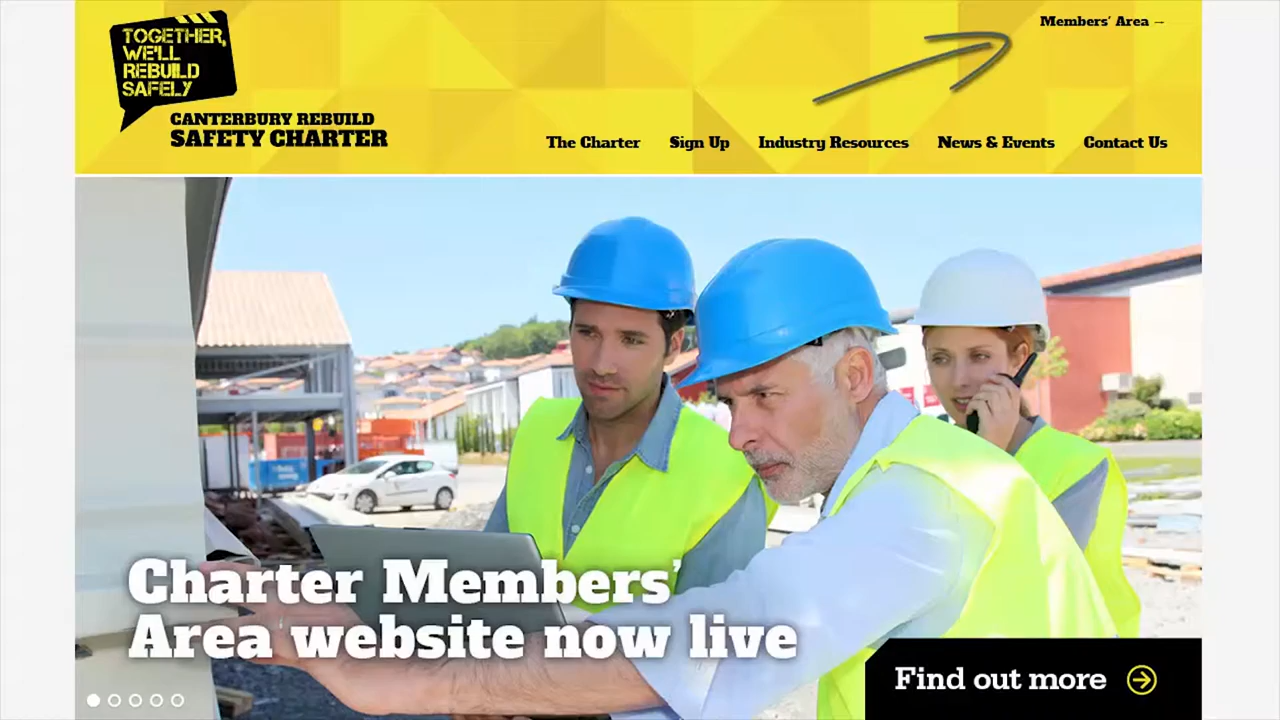 Members' Area →
TOGETHER,
WE'LL
REBUILD
SAFELY
CANTERBURY REBUILD
SAFETY CHARTER
The Charter Sign Up Industry Resources News & Events Contact Us
Charter Members'
Area website now live
Find out more